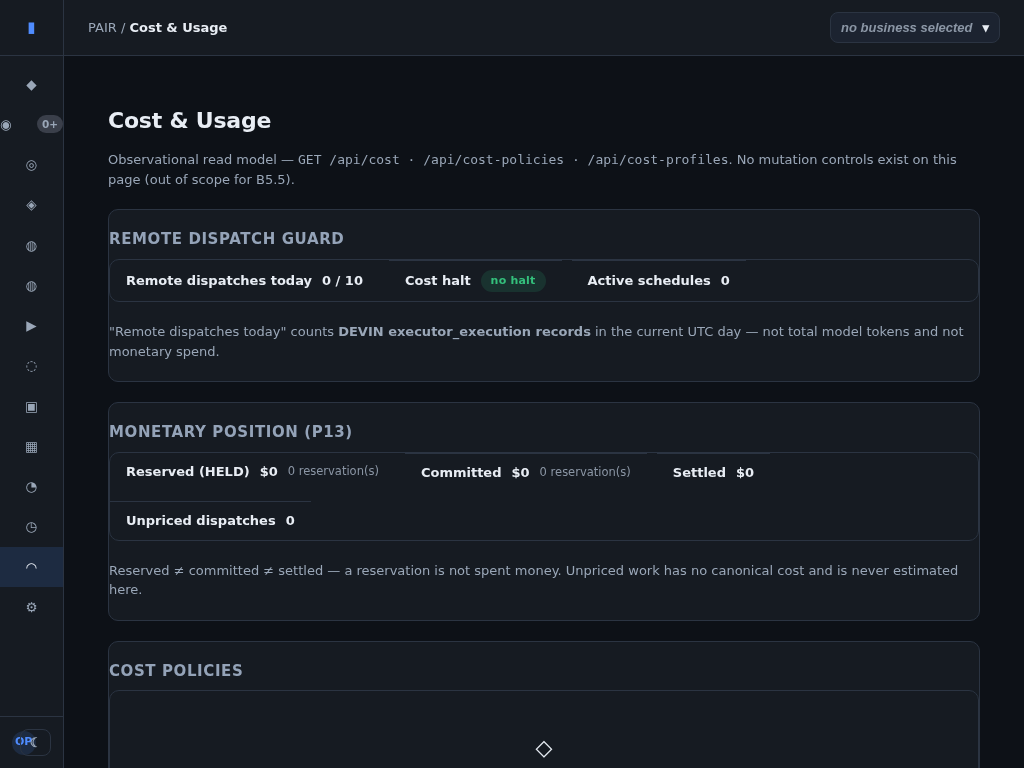 PAIR / Cost & Usage
no business selected ▼
0+
Cost & Usage
Observational read model — GET /api/cost · /api/cost-policies · /api/cost-profiles. No mutation controls exist on this
page (out of scope for B5.5).
REMOTE DISPATCH GUARD
Remote dispatches today 0 / 10 Cost halt no halt Active schedules 0
"Remote dispatches today" counts DEVIN executor_execution records in the current UTC day — not total model tokens and not
monetary spend.
MONETARY POSITION (P13)
Reserved (HELD) $0 0 reservation(s) Committed $0 0 reservation(s) Settled $0
Unpriced dispatches 0
Reserved ≠ committed ≠ settled — a reservation is not spent money. Unpriced work has no canonical cost and is never estimated
here.
COST POLICIES
OP